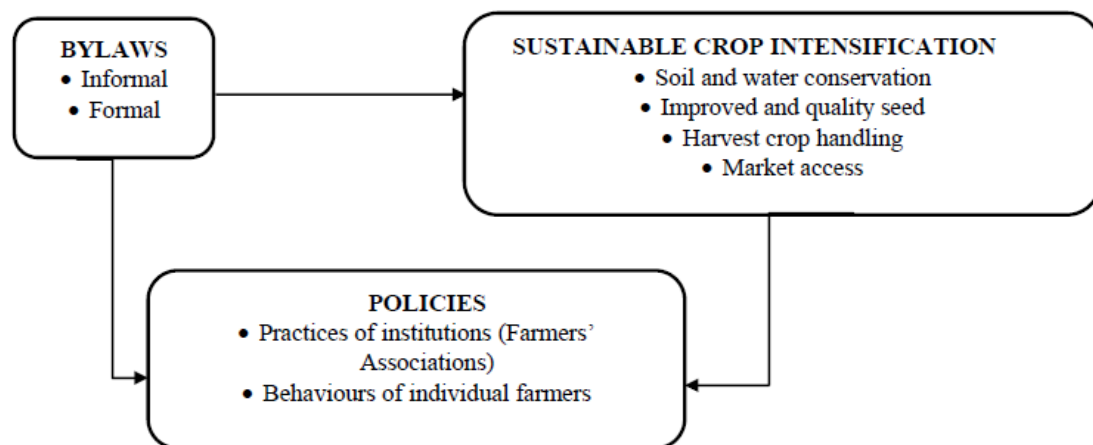 BYLAWS
• Informal
• Formal
SUSTAINABLE CROP INTENSIFICATION
• Soil and water conservation
• Improved and quality seed
• Harvest crop handling
• Market access
POLICIES
• Practices of institutions (Farmers’
Associations)
• Behaviours of individual farmers